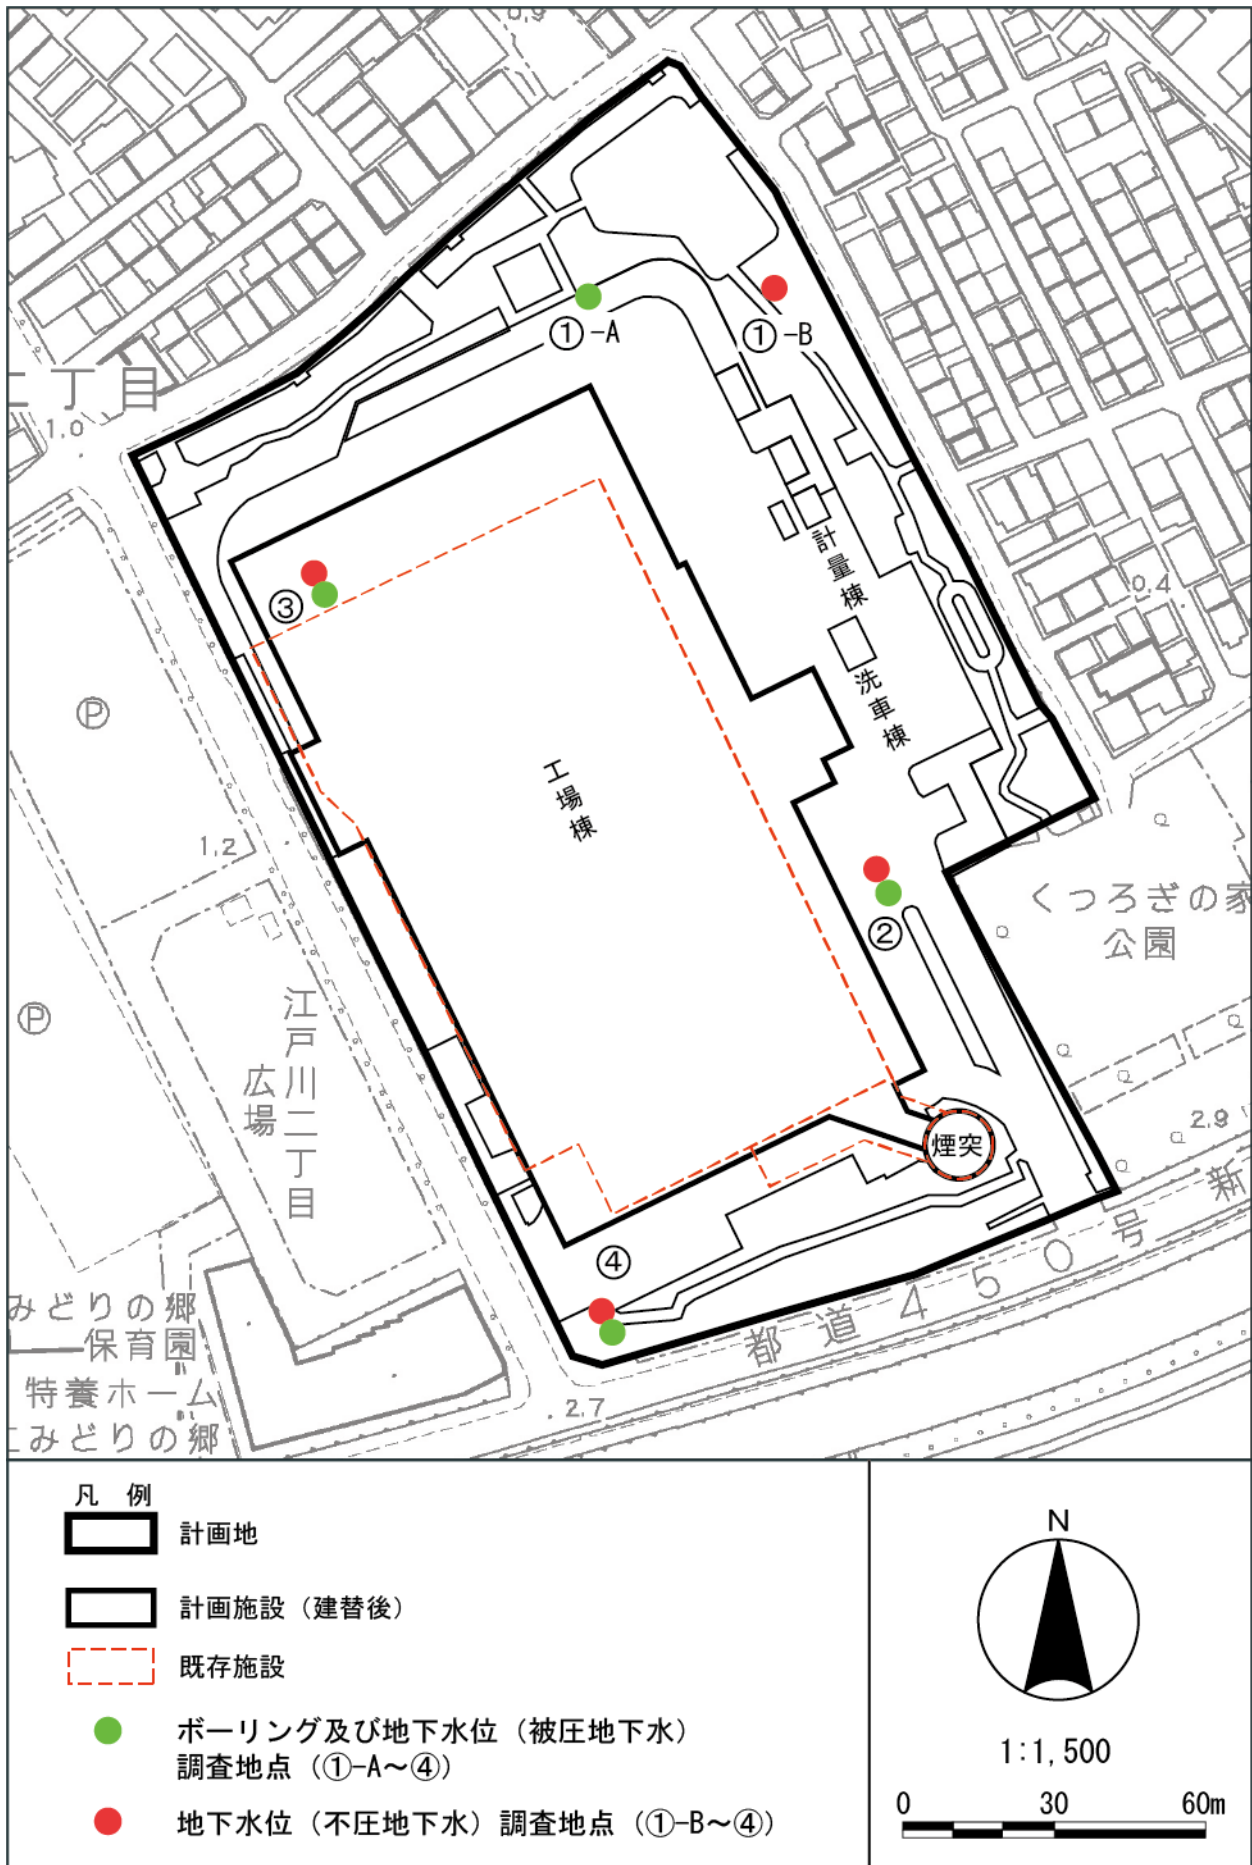 0.9
①-A
①-B
二丁目
1.0
計量棟
0.4
③
洗車棟
Ⓟ
工場棟
1.2
くつろぎの家
公園
②
Ⓟ
江戸川二丁目
広場
2.9
煙突
新
④
都道450号
みどりの郷
保育園
特養ホーム
みどりの郷
2.7
凡 例
計画地
計画施設(建替後)
既存施設
ボーリング及び地下水位(被圧地下水)
調査地点(①-A～④)
地下水位(不圧地下水)調査地点(①-B～④)
N
1:1,500
0 30 60m